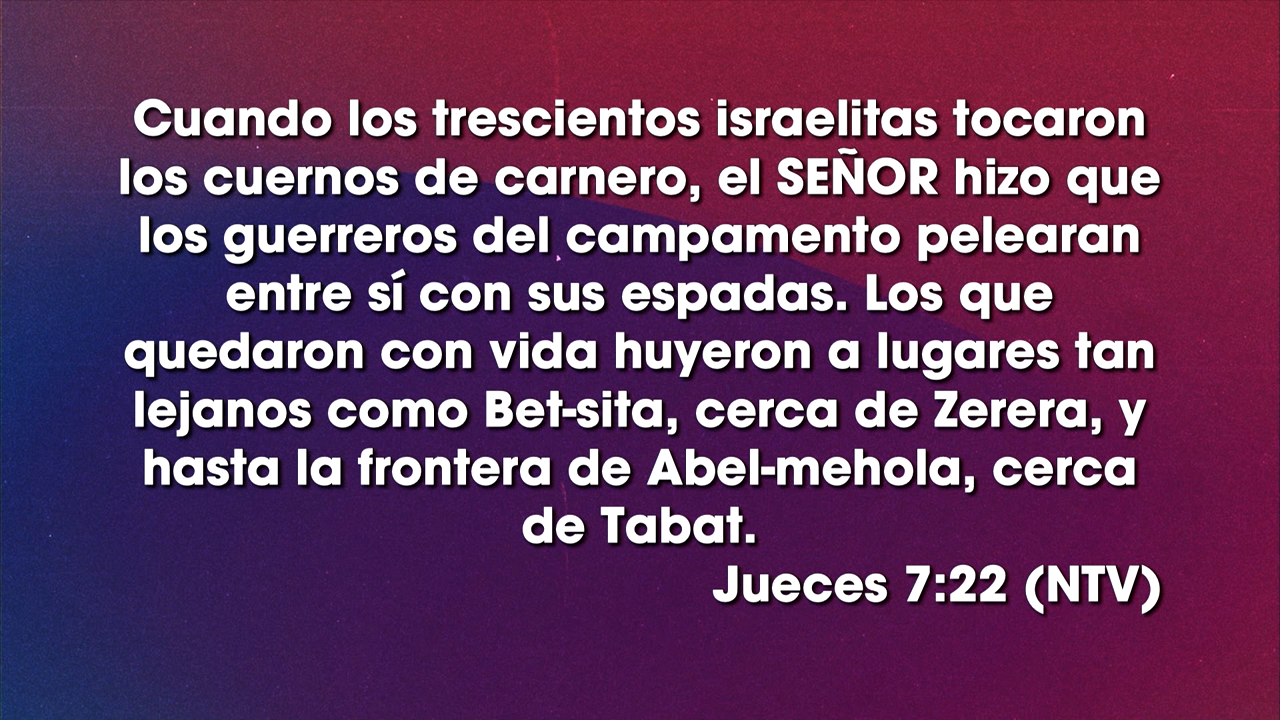 Cuando los trescientos israelitas tocaron
los cuernos de carnero, el SEÑOR hizo que
los guerreros del campamento pelearan
entre sí con sus espadas. Los que
quedaron con vida huyeron a lugares tan
lejanos como Bet-sita, cerca de Zerera, y
hasta la frontera de Abel-mehola, cerca
de Tabat.
Jueces 7:22 (NTV)